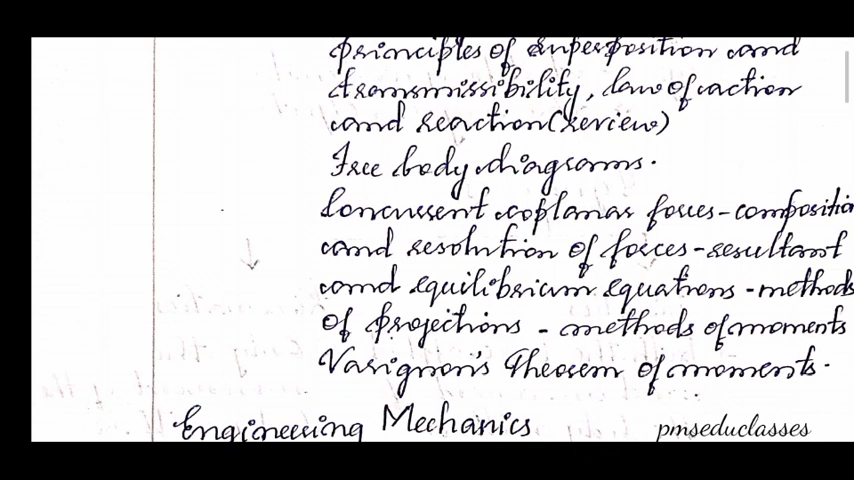 principles of superposition and
transmissibility, law of action
and reaction(review)
Free body diagrams.
Concurrent coplanar forces-composition
and resolution of forces-resultant
and equilibrium equations - methods
of projections - methods of moments
Varignon's Theorem of moments.
Engineering Mechanics
pmseduclasses